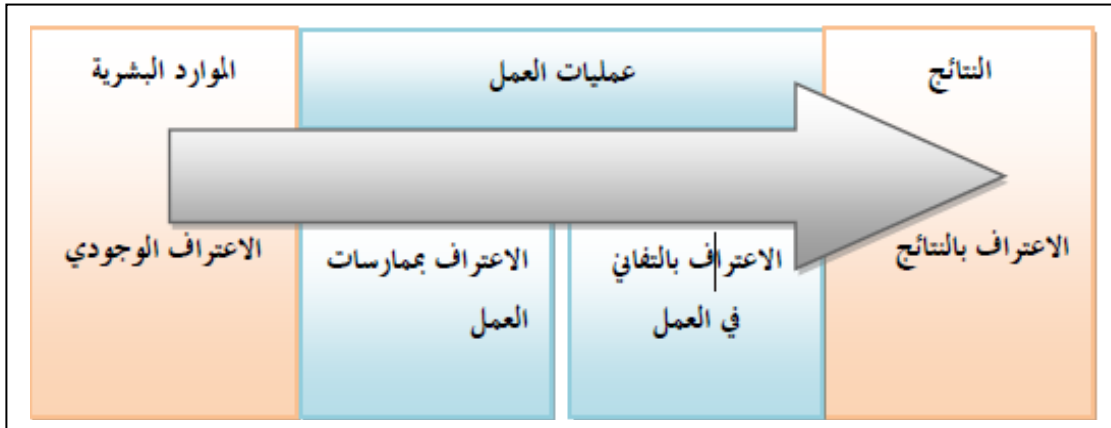 الموارد البشرية
عمليات العمل
النتائج
الاعتراف الوجودي
الاعتراف بممارسات
العمل
الاعتراف بالتفاني
في العمل
الاعتراف بالنتائج